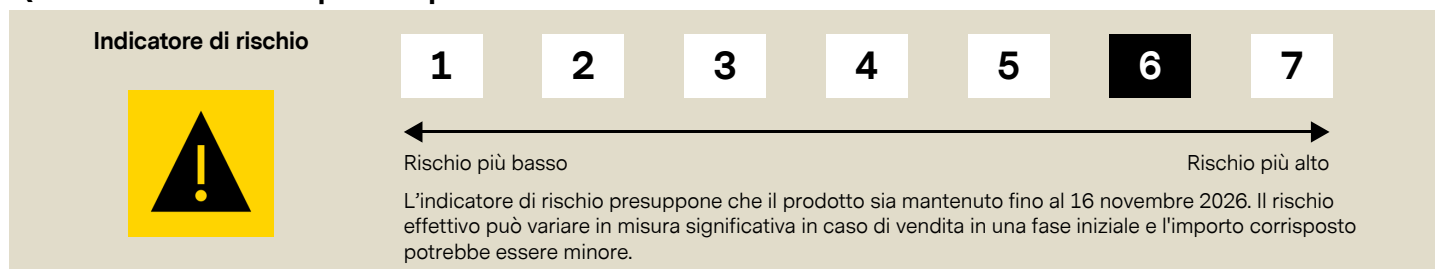 Indicatore di rischio
1 2 3 4 5 6 7
Rischio più basso Rischio più alto
L'indicatore di rischio presuppone che il prodotto sia mantenuto fino al 16 novembre 2026. Il rischio
effettivo può variare in misura significativa in caso di vendita in una fase iniziale e l'importo corrisposto
potrebbe essere minore.